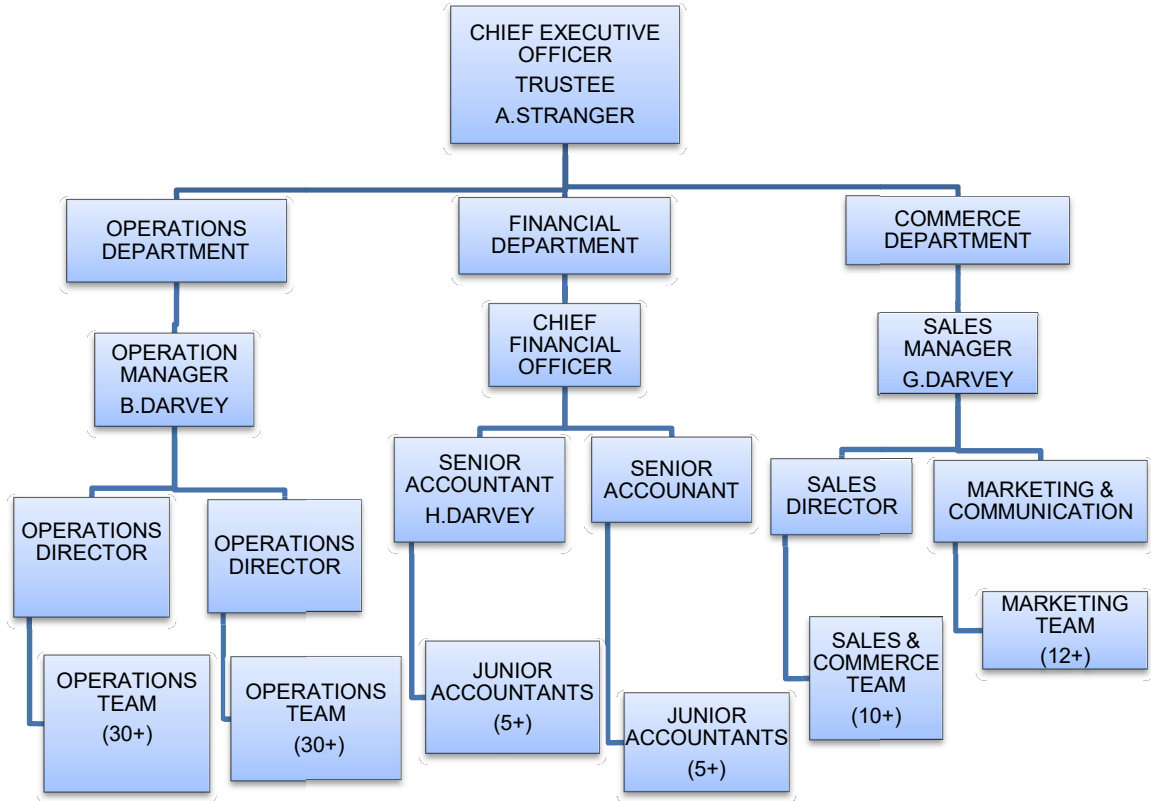 CHIEF EXECUTIVE
OFFICER
TRUSTEE
A.STRANGER
OPERATIONS
DEPARTMENT
FINANCIAL
DEPARTMENT
COMMERCE
DEPARTMENT
OPERATION
MANAGER
B.DARVEY
CHIEF
FINANCIAL
OFFICER
SALES
MANAGER
G.DARVEY
OPERATIONS
DIRECTOR
OPERATIONS
DIRECTOR
SENIOR
ACCOUNTANT
H.DARVEY
SENIOR
ACCOUNANT
SALES
DIRECTOR
MARKETING &
COMMUNICATION
OPERATIONS
TEAM
(30+)
OPERATIONS
TEAM
(30+)
JUNIOR
ACCOUNTANTS
(5+)
JUNIOR
ACCOUNTANTS
(5+)
SALES &
COMMERCE
TEAM
(10+)
MARKETING
TEAM
(12+)